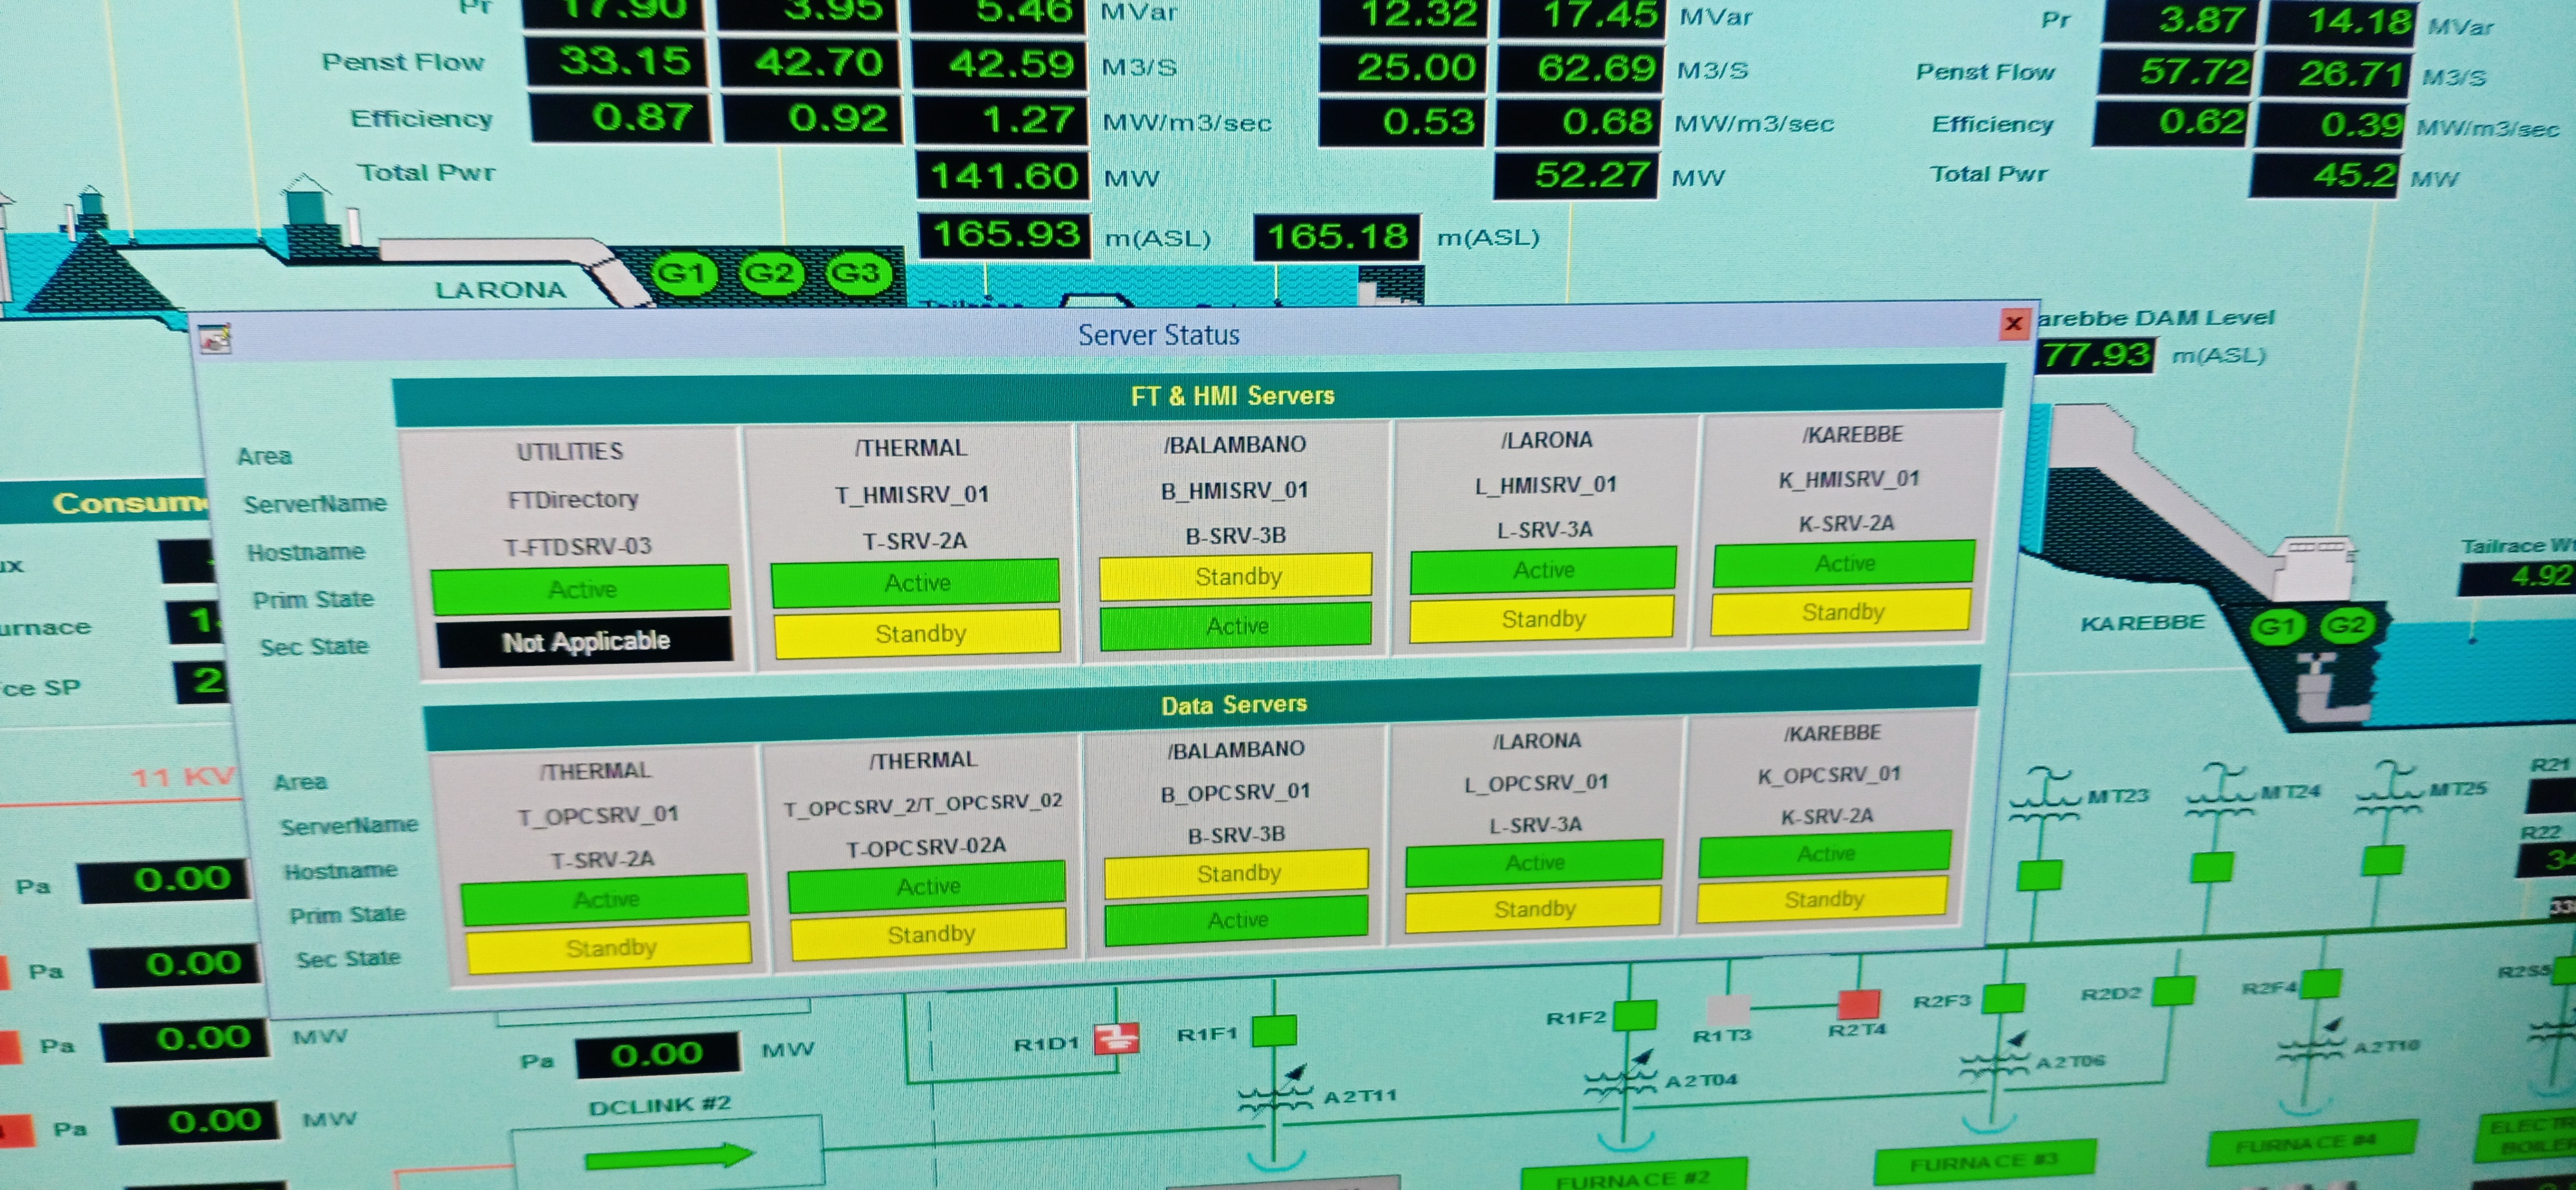 Pr 17.90 3.95 5.46 MVar 12.32 17.45 MVar Pr 3.87 14.18 MVar
Penst Flow 33.15 42.70 42.59 M3/S 25.00 62.69 M3/S Penst Flow 57.72 26.71 M3/S
Efficiency 0.87 0.92 1.27 MW/m3/sec 0.53 0.68 MW/m3/sec Efficiency 0.62 0.39 MW/m3/sec
Total Pwr 141.60 MW 52.27 MW Total Pwr 45.2 MW
165.93 m(ASL) 165.18 m(ASL)
LARONA G1 G2 G3
arebbe DAM Level
77.93 m(ASL)
Server Status
FT & HMI Servers
Area UTILITIES /THERMAL /BALAMBANO /LARONA /KAREBBE
ServerName FTDirectory T_HMISRV_01 B_HMISRV_01 L_HMISRV_01 K_HMISRV_01
Hostname T-FTDSRV-03 T-SRV-2A B-SRV-3B L-SRV-3A K-SRV-2A
Prim State Active Active Standby Active Active
Sec State Not Applicable Standby Active Standby Standby
Data Servers
Area /THERMAL /THERMAL /BALAMBANO /LARONA /KAREBBE
ServerName T_OPCSRV_01 T_OPCSRV_2/T_OPCSRV_02 B_OPCSRV_01 L_OPCSRV_01 K_OPCSRV_01
Hostname T-SRV-2A T-OPCSRV-02A B-SRV-3B L-SRV-3A K-SRV-2A
Prim State Active Active Standby Active Active
Sec State Standby Standby Active Standby Standby
Consum
ux
urnace 1
ce SP 2
11 KV
Tailrace W
4.92
KAREBBE G1 G2
MT23 MT24 MT25 R21
R22
Pa 0.00
Pa 0.00
Pa 0.00 MW
Pa 0.00 MW
Pa 0.00 MW
DCLINK #2
R1D1 R1F1 R1F2 R1T3 R2T4 R2F3 R2D2 R2F4 R2S5
A2T11 A2T04 A2T06 A2T10
FURNACE #2 FURNACE #3 FURNACE #4 ELECTR
BOILER